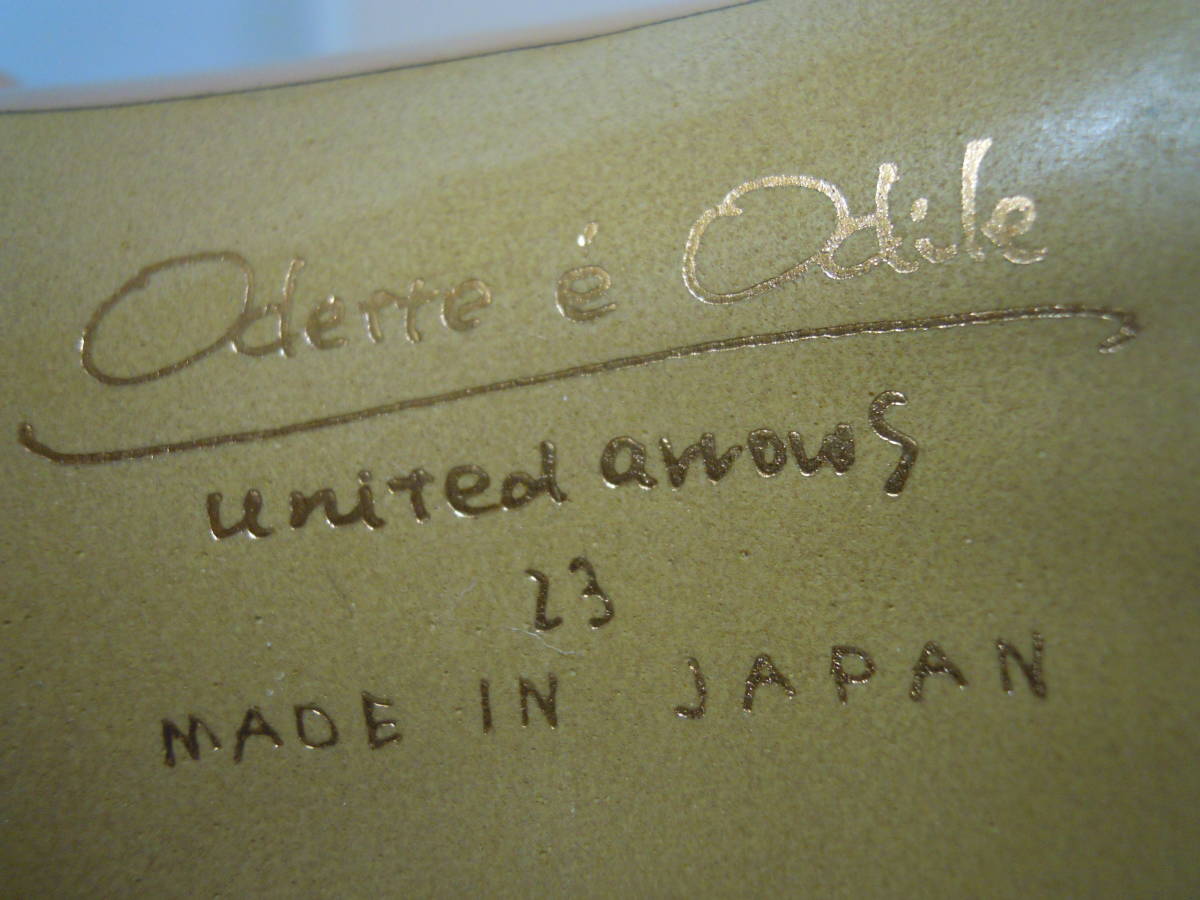 Odette é Odile
united arrows
23
MADE IN JAPAN